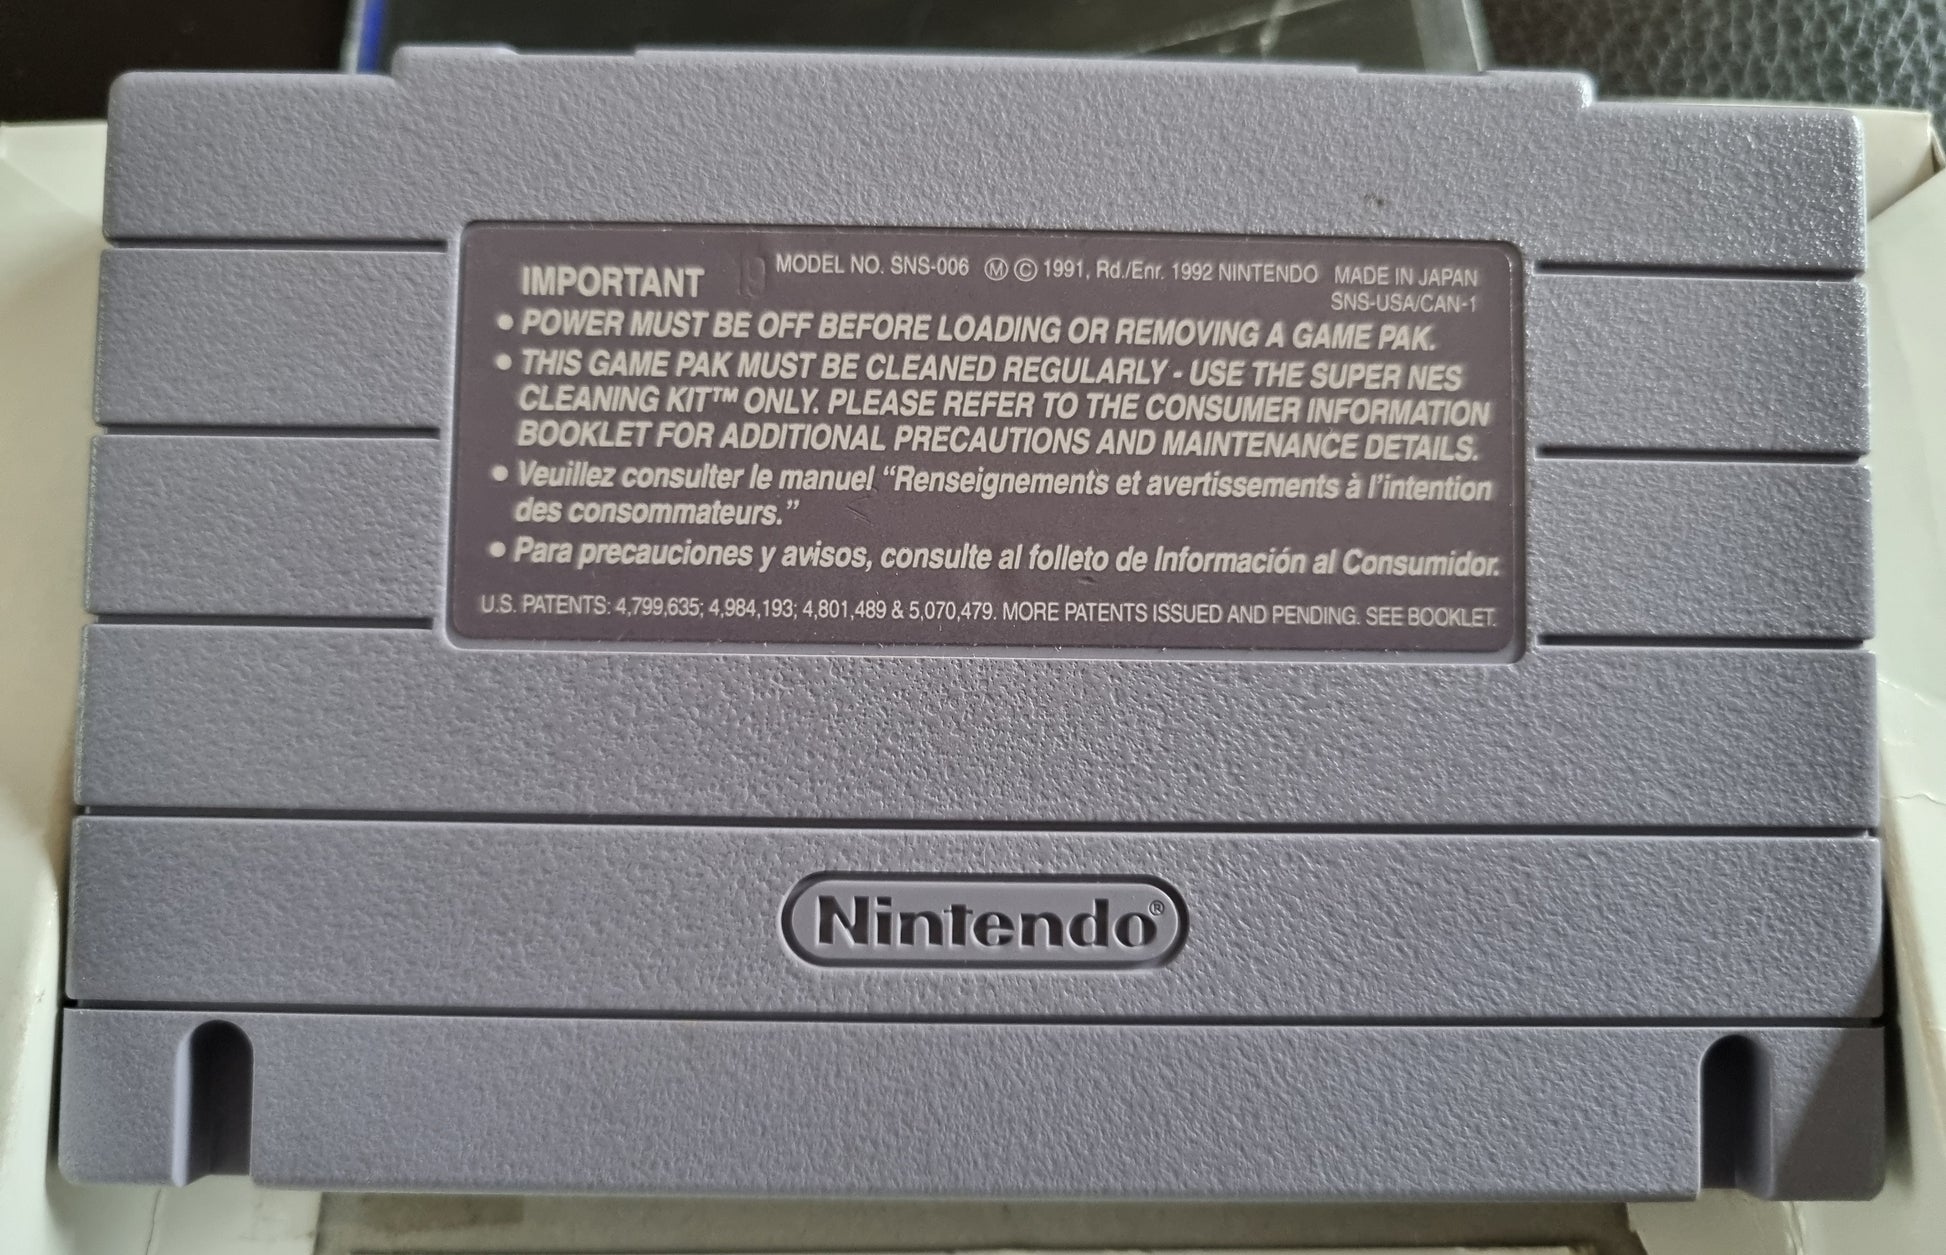 IMPORTANT 19 MODEL NO. SNS-006 Ⓜ © 1991, Rd./Enr. 1992 NINTENDO MADE IN JAPAN
SNS-USA/CAN-1
• POWER MUST BE OFF BEFORE LOADING OR REMOVING A GAME PAK.
• THIS GAME PAK MUST BE CLEANED REGULARLY - USE THE SUPER NES
CLEANING KIT™ ONLY. PLEASE REFER TO THE CONSUMER INFORMATION
BOOKLET FOR ADDITIONAL PRECAUTIONS AND MAINTENANCE DETAILS.
• Veuillez consulter le manuel “Renseignements et avertissements à l’intention
des consommateurs.”
• Para precauciones y avisos, consulte al folleto de Información al Consumidor.
U.S. PATENTS: 4,799,635; 4,984,193; 4,801,489 & 5,070,479. MORE PATENTS ISSUED AND PENDING. SEE BOOKLET.
Nintendo®